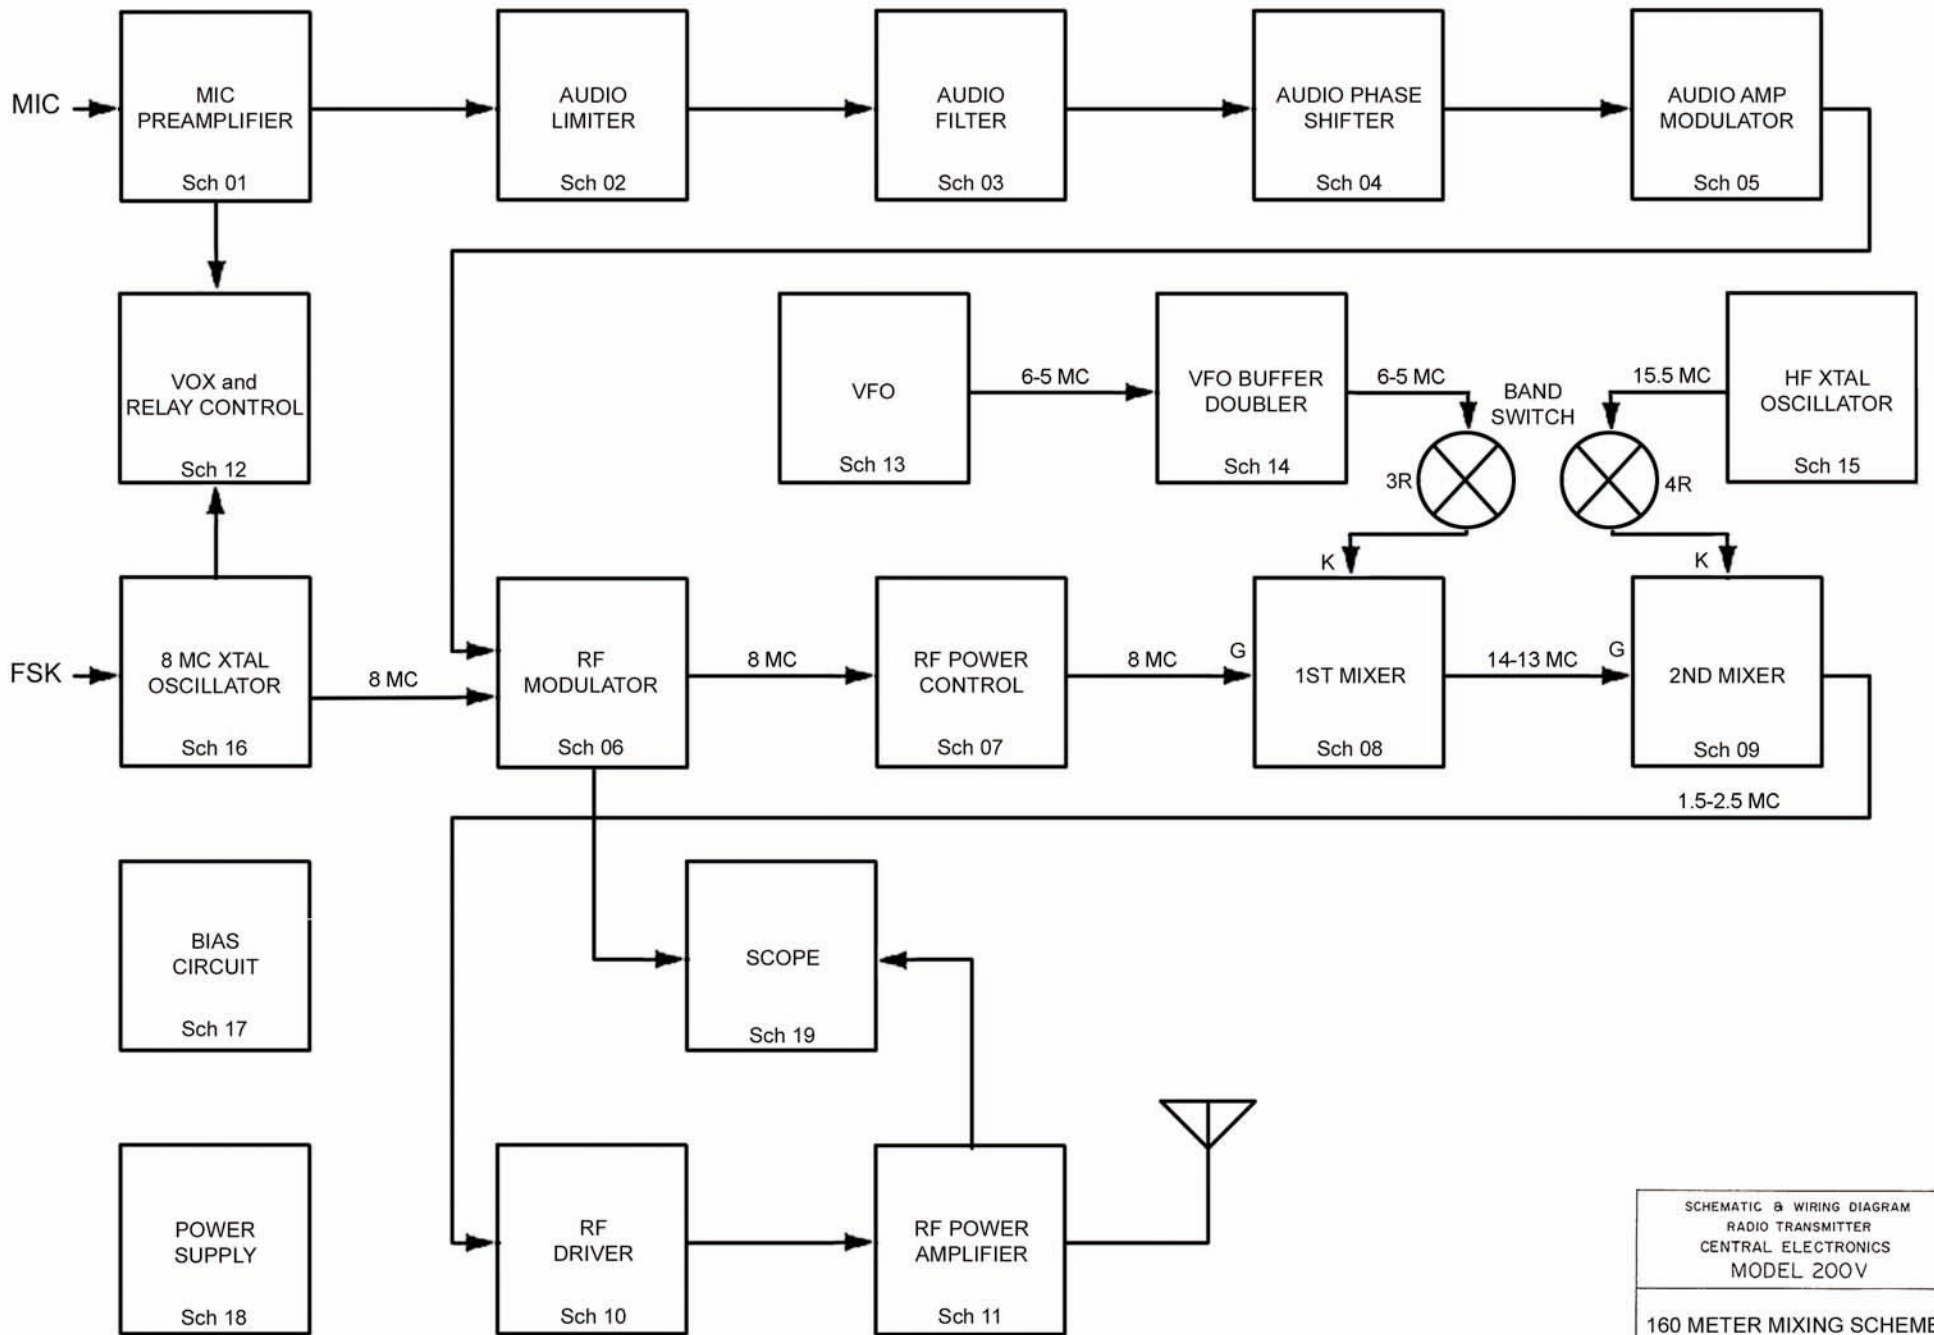 MIC
MIC
PREAMPLIFIER
Sch 01
AUDIO
LIMITER
Sch 02
AUDIO
FILTER
Sch 03
AUDIO PHASE
SHIFTER
Sch 04
AUDIO AMP
MODULATOR
Sch 05
VOX and
RELAY CONTROL
Sch 12
VFO
Sch 13
6-5 MC
VFO BUFFER
DOUBLER
Sch 14
6-5 MC
BAND
SWITCH
3R
4R
15.5 MC
HF XTAL
OSCILLATOR
Sch 15
K
K
FSK
8 MC XTAL
OSCILLATOR
Sch 16
8 MC
RF
MODULATOR
Sch 06
8 MC
RF POWER
CONTROL
Sch 07
8 MC
G
1ST MIXER
Sch 08
14-13 MC
G
2ND MIXER
Sch 09
1.5-2.5 MC
BIAS
CIRCUIT
Sch 17
SCOPE
Sch 19
POWER
SUPPLY
Sch 18
RF
DRIVER
Sch 10
RF POWER
AMPLIFIER
Sch 11
SCHEMATIC & WIRING DIAGRAM
RADIO TRANSMITTER
CENTRAL ELECTRONICS
MODEL 200V
160 METER MIXING SCHEME